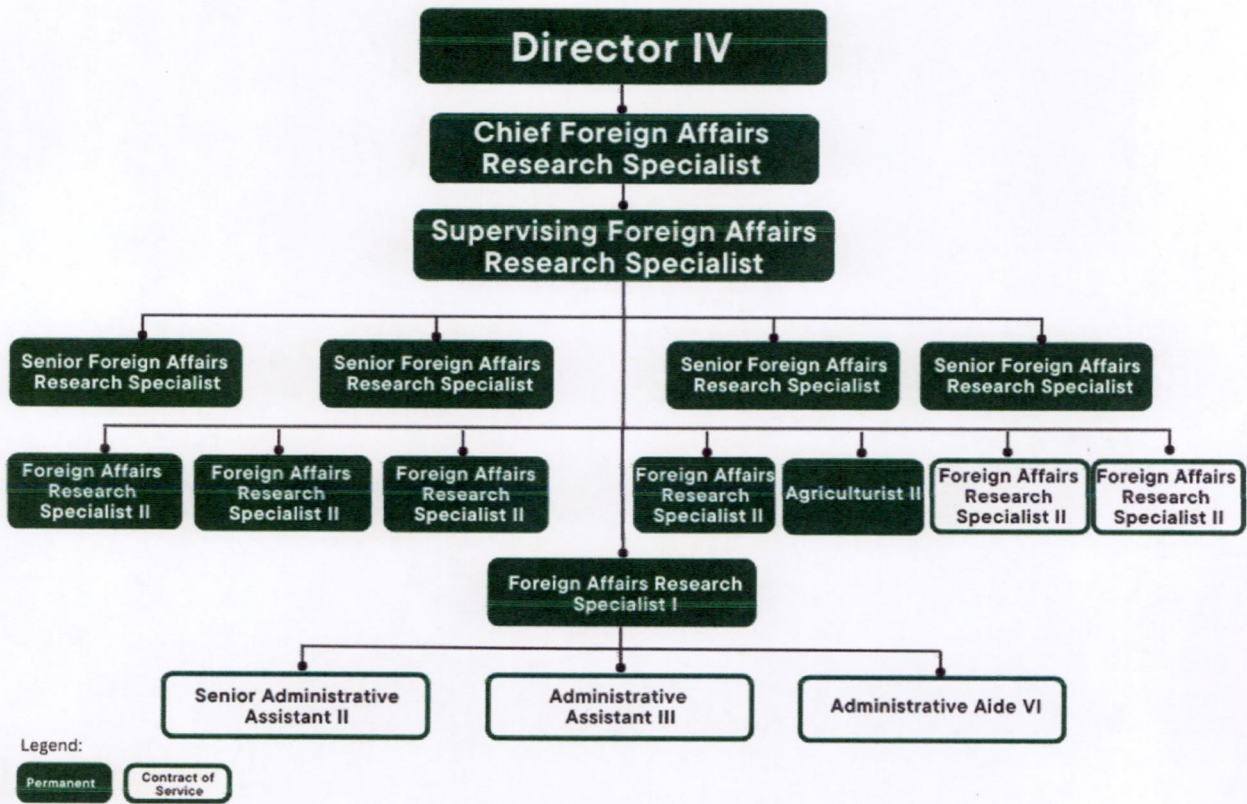 Director IV
Chief Foreign Affairs
Research Specialist
Supervising Foreign Affairs
Research Specialist
Senior Foreign Affairs
Research Specialist
Senior Foreign Affairs
Research Specialist
Senior Foreign Affairs
Research Specialist
Senior Foreign Affairs
Research Specialist
Foreign Affairs
Research
Specialist II
Foreign Affairs
Research
Specialist II
Foreign Affairs
Research
Specialist II
Foreign Affairs
Research
Specialist II
Agriculturist II
Foreign Affairs
Research
Specialist II
Foreign Affairs
Research
Specialist II
Foreign Affairs Research
Specialist I
Senior Administrative
Assistant II
Administrative
Assistant III
Administrative Aide VI
Legend:
Permanent
Contract of
Service